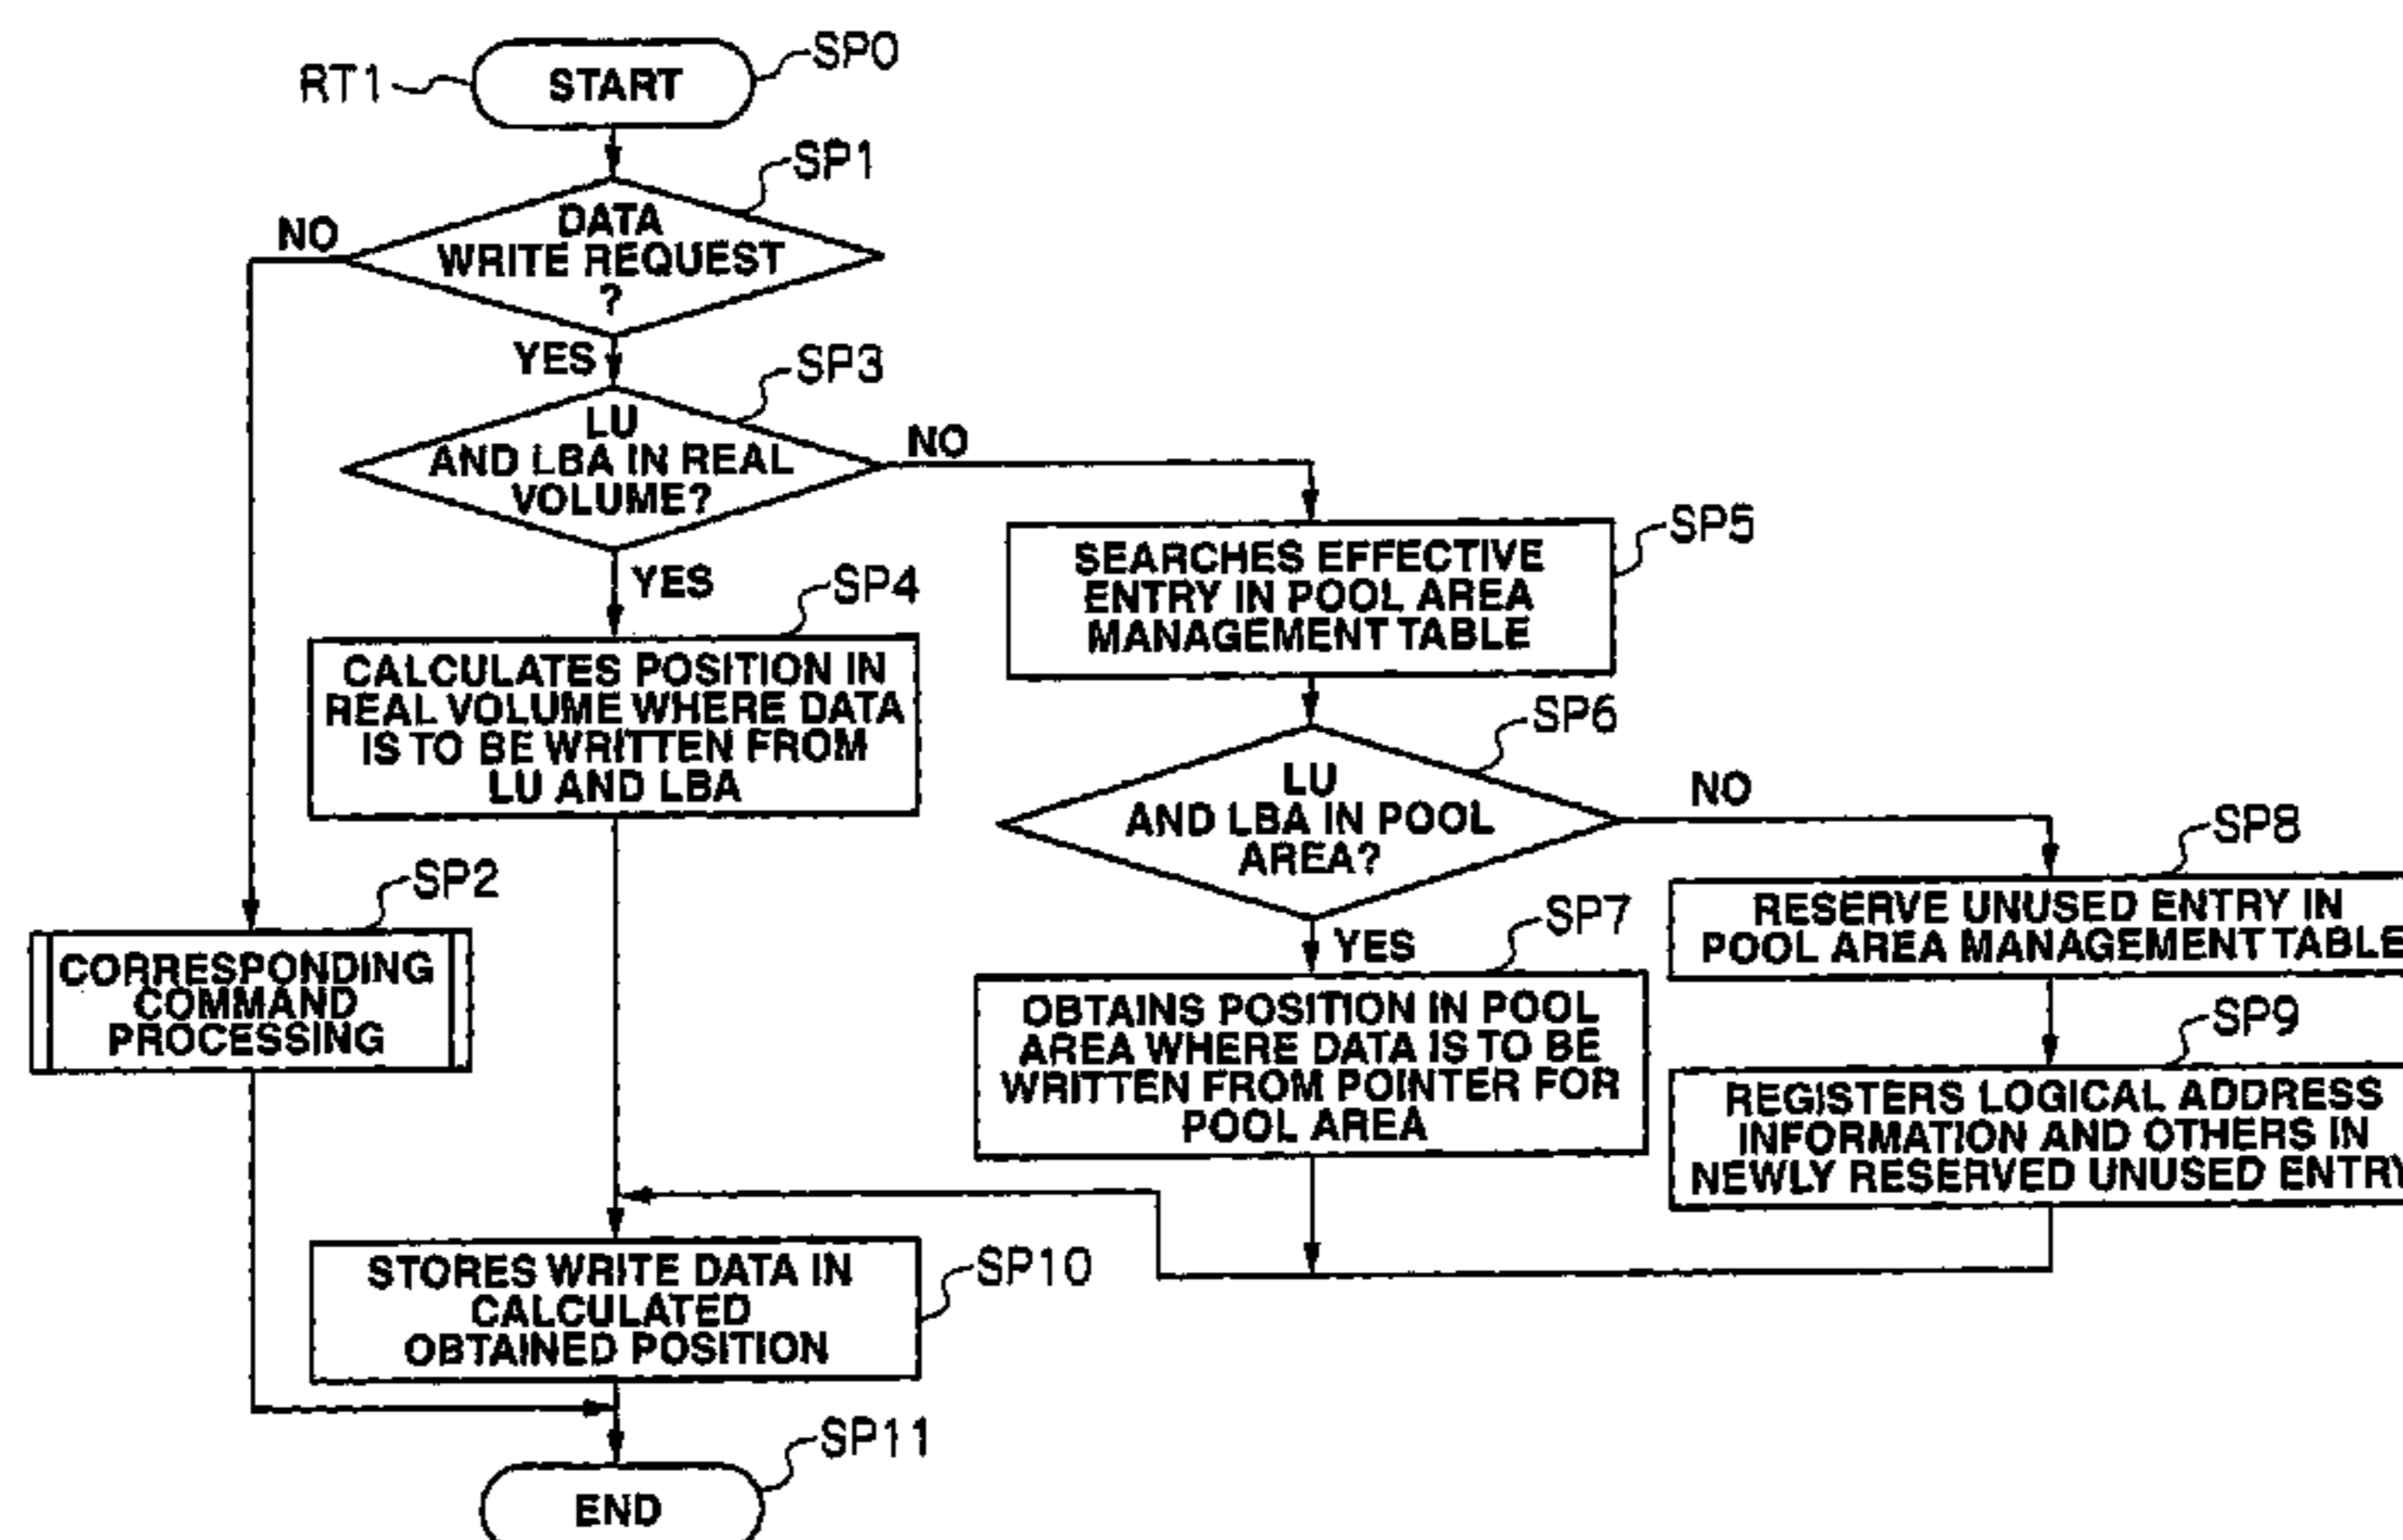 RT1
START
SP0
SP1
DATA
WRITE REQUEST
?
NO
YES
SP3
LU
AND LBA IN REAL
VOLUME?
NO
YES
SP4
CALCULATES POSITION IN
REAL VOLUME WHERE DATA
IS TO BE WRITTEN FROM
LU AND LBA
SP5
SEARCHES EFFECTIVE
ENTRY IN POOL AREA
MANAGEMENT TABLE
SP6
LU
AND LBA IN POOL
AREA?
NO
YES
SP2
CORRESPONDING
COMMAND
PROCESSING
SP7
OBTAINS POSITION IN POOL
AREA WHERE DATA IS TO BE
WRITTEN FROM POINTER FOR
POOL AREA
SP8
RESERVE UNUSED ENTRY IN
POOL AREA MANAGEMENT TABLE
SP9
REGISTERS LOGICAL ADDRESS
INFORMATION AND OTHERS IN
NEWLY RESERVED UNUSED ENTRY
SP10
STORES WRITE DATA IN
CALCULATED
OBTAINED POSITION
SP11
END